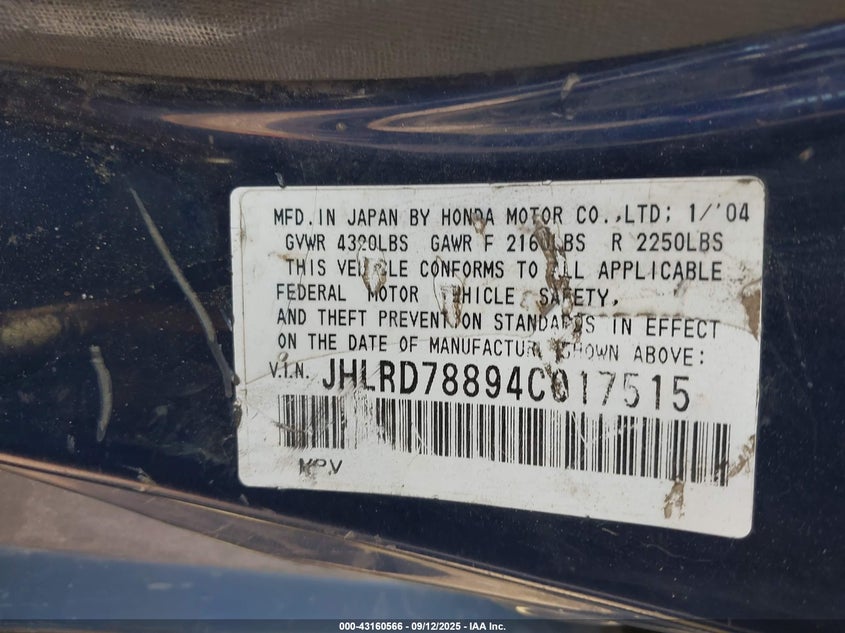 MFD. IN JAPAN BY HONDA MOTOR CO.,LTD; 1/'04
GVWR 4320LBS GAWR F 2160LBS R 2250LBS
THIS VEHICLE CONFORMS TO ALL APPLICABLE
FEDERAL MOTOR VEHICLE SAFETY,
AND THEFT PREVENTION STANDARDS IN EFFECT
ON THE DATE OF MANUFACTURE SHOWN ABOVE:
V.I.N. JHLRD78894C017515
MPV
000-43160566 - 09/12/2025 - IAA Inc.